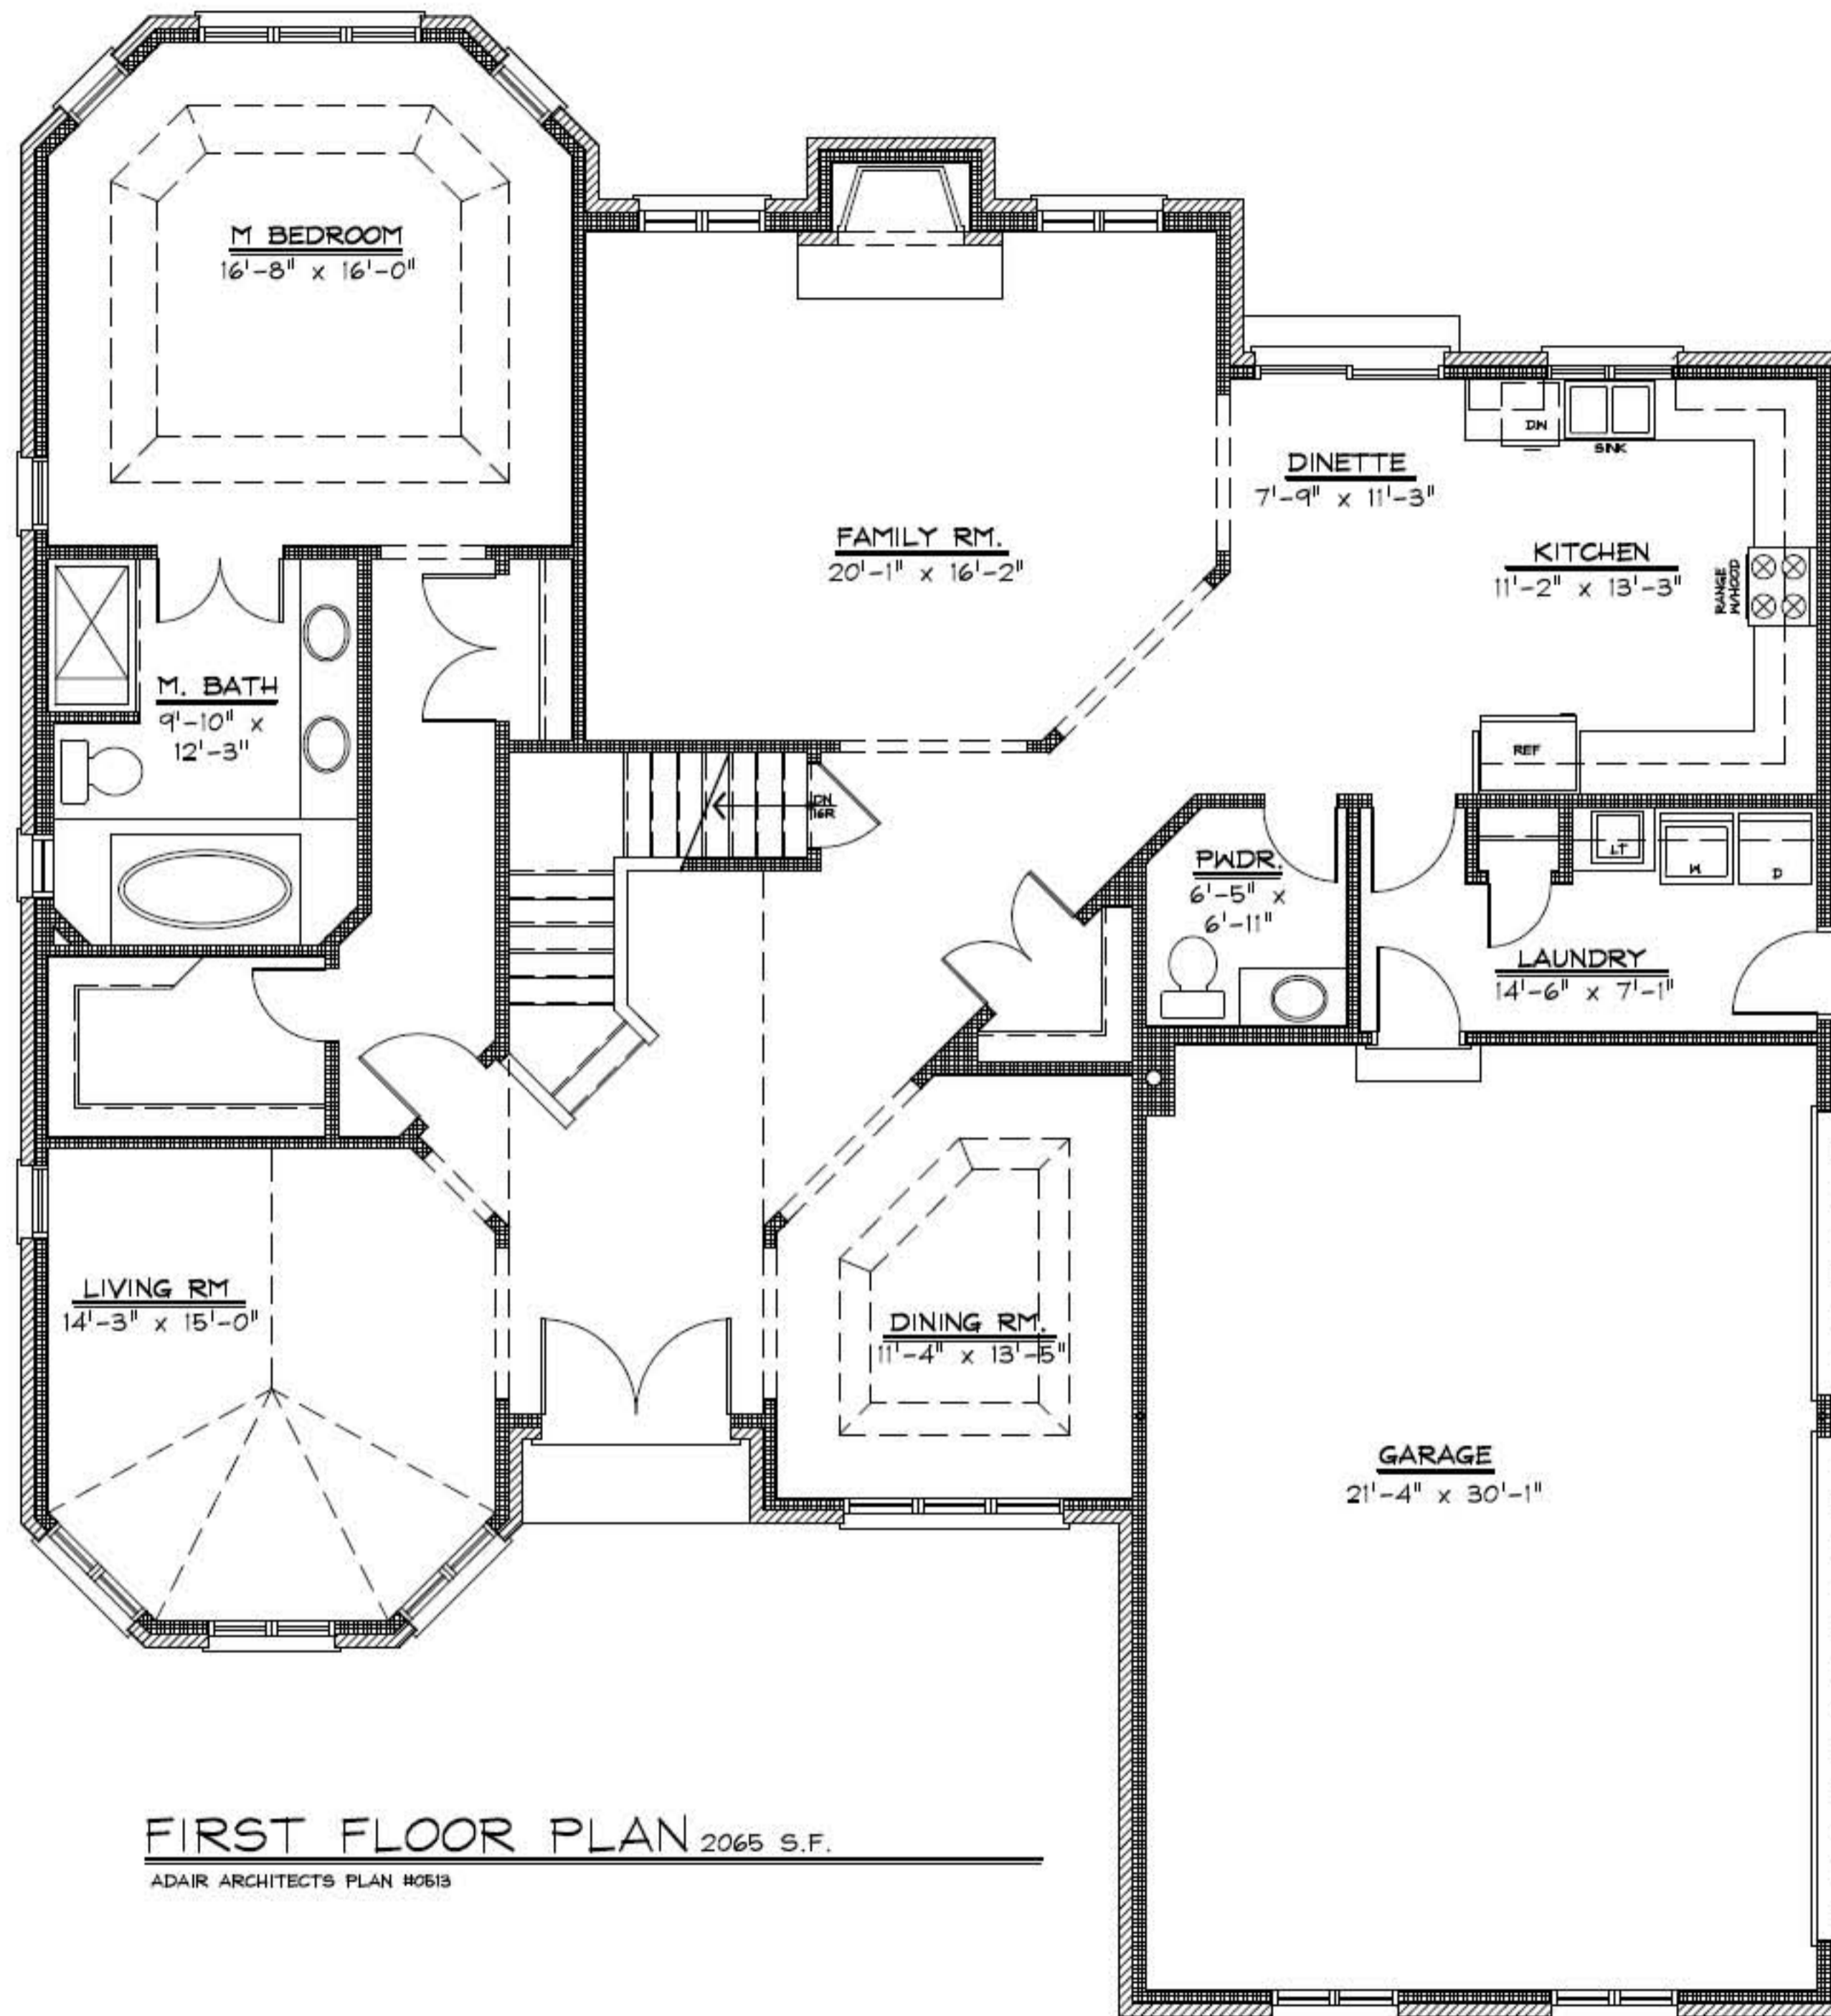 M BEDROOM
16'-8" x 16'-0"
FAMILY RM.
20'-1" x 16'-2"
DINETTE
7'-9" x 11'-3"
DW
SINK
KITCHEN
11'-2" x 13'-3"
RANGE
W/HOOD
REF
M. BATH
9'-10" x
12'-3"
DN
16R
PWDR.
6'-5" x
6'-11"
LT
W
D
LAUNDRY
14'-6" x 7'-1"
LIVING RM
14'-3" x 15'-0"
DINING RM.
11'-4" x 13'-5"
GARAGE
21'-4" x 30'-1"
FIRST FLOOR PLAN 2065 S.F.
ADAIR ARCHITECTS PLAN #0513